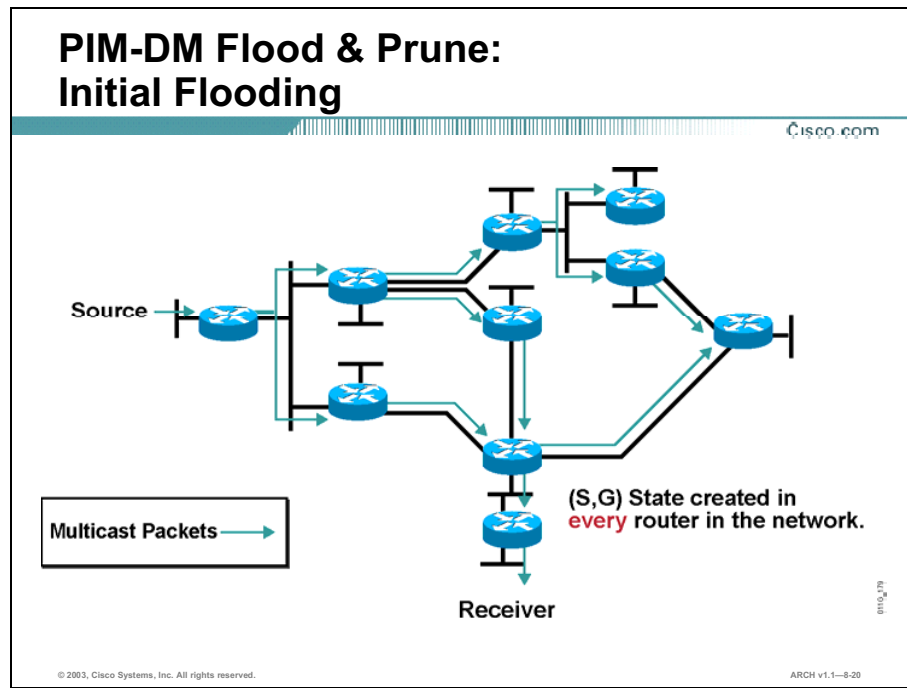 PIM-DM Flood & Prune:
Initial Flooding
Cisco.com
Source
(S,G) State created in
every router in the network.
Multicast Packets
Receiver
0110_179
© 2003, Cisco Systems, Inc. All rights reserved.
ARCH v1.1—8-20